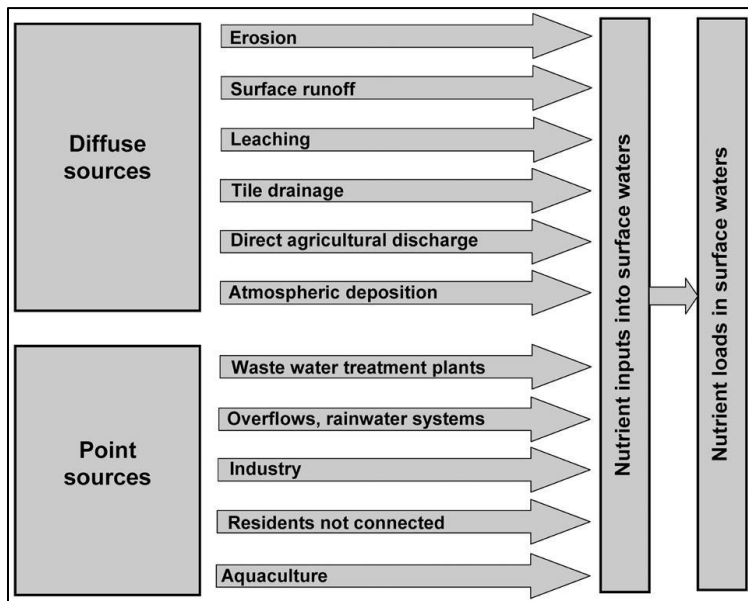 Diffuse
sources
Erosion
Surface runoff
Leaching
Tile drainage
Direct agricultural discharge
Atmospheric deposition
Point
sources
Waste water treatment plants
Overflows, rainwater systems
Industry
Residents not connected
Aquaculture
Nutrient inputs into surface waters
Nutrient loads in surface waters